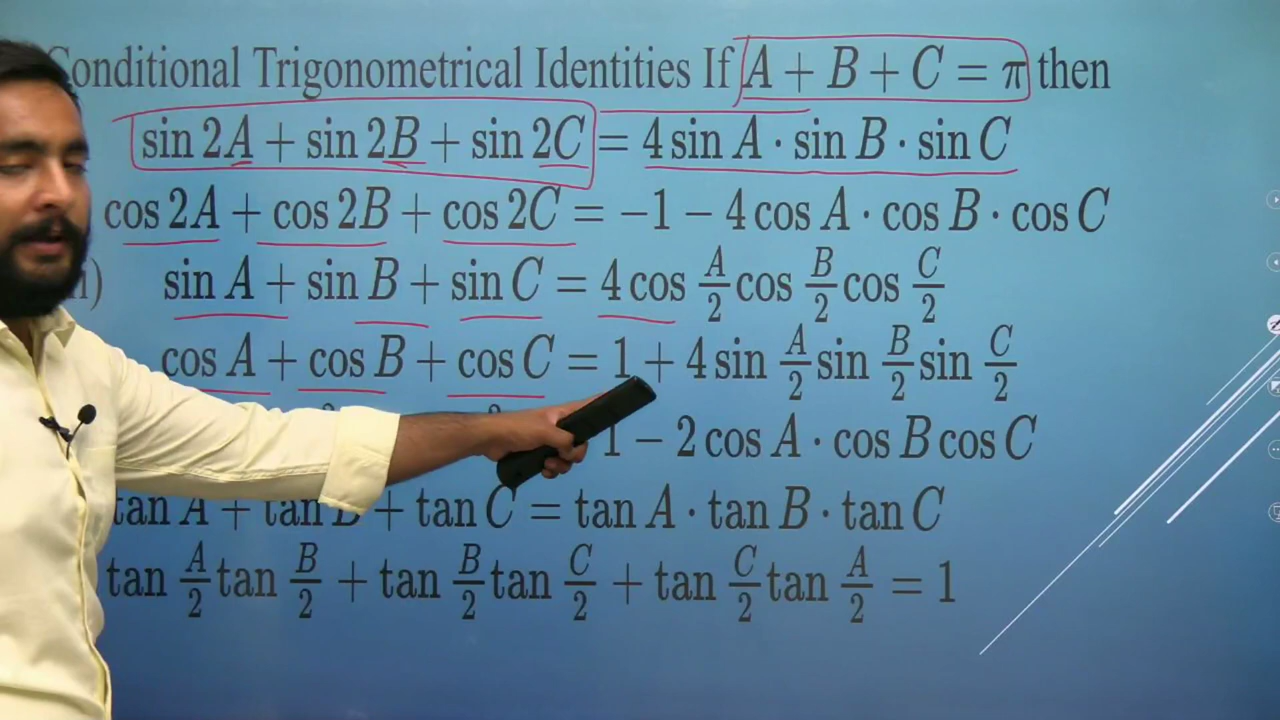 Conditional Trigonometrical Identities If A + B + C = π then
sin 2A + sin 2B + sin 2C = 4 sin A · sin B · sin C
cos 2A + cos 2B + cos 2C = −1 − 4 cos A · cos B · cos C
sin A + sin B + sin C = 4 cos A/2 cos B/2 cos C/2
cos A + cos B + cos C = 1 + 4 sin A/2 sin B/2 sin C/2
1 − 2 cos A · cos B cos C
tan A + tan B + tan C = tan A · tan B · tan C
tan A/2 tan B/2 + tan B/2 tan C/2 + tan C/2 tan A/2 = 1